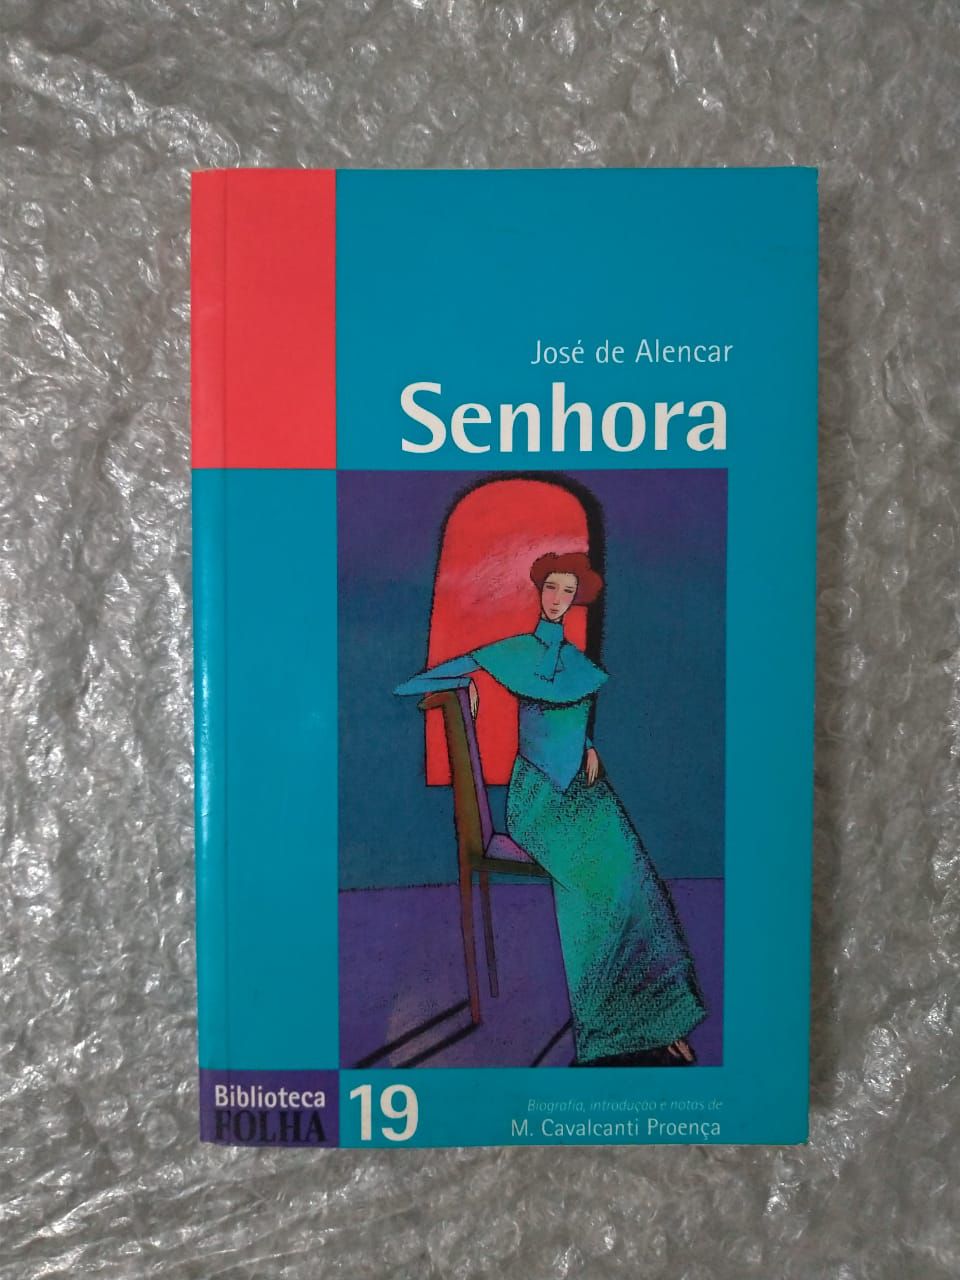 José de Alencar
Senhora
Biblioteca
FOLHA
19
Biografia, introdução e notas de
M. Cavalcanti Proença